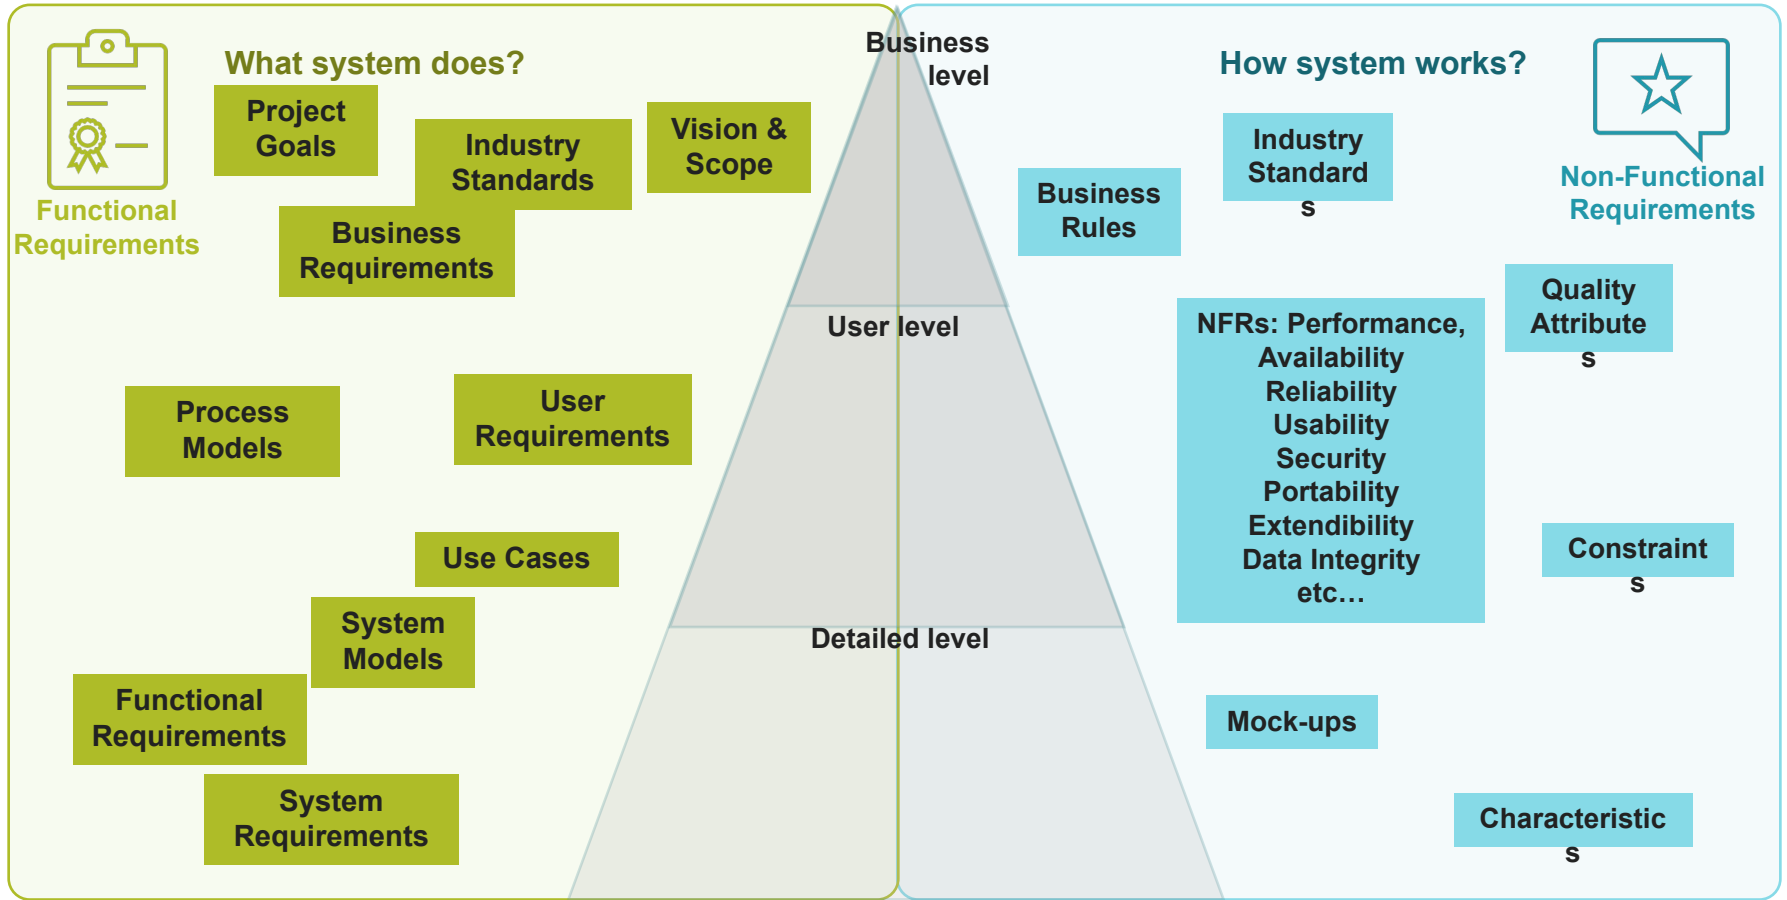 What system does?
Functional
Requirements
Project
Goals
Industry
Standards
Vision &
Scope
Business
Requirements
Process
Models
User
Requirements
Use Cases
System
Models
Functional
Requirements
System
Requirements
Business
level
User level
Detailed level
How system works?
Non-Functional
Requirements
Industry
Standard
s
Business
Rules
Quality
Attribute
s
NFRs: Performance,
Availability
Reliability
Usability
Security
Portability
Extendibility
Data Integrity
etc…
Constraint
s
Mock-ups
Characteristic
s